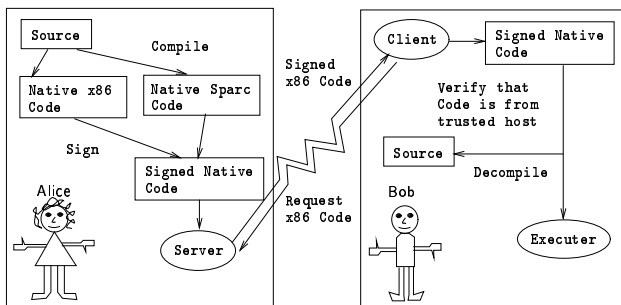 Source
Compile
Native x86
Code
Native Sparc
Code
Sign
Signed Native
Code
Alice
Server
Signed
x86 Code
Request
x86 Code
Client
Signed Native
Code
Verify that
Code is from
trusted host
Source
Decompile
Bob
Executer